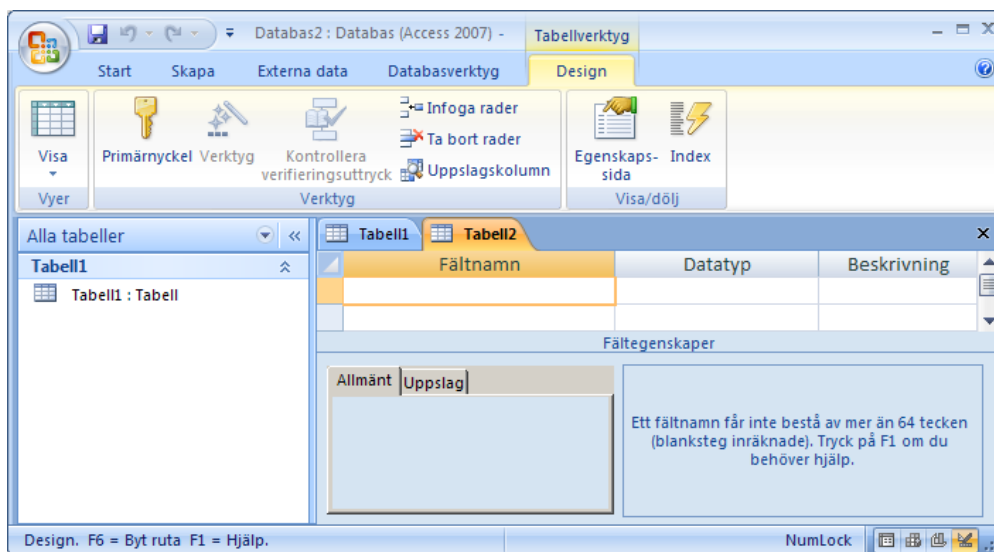 Databas2 : Databas (Access 2007) -
Tabellverktyg
Start Skapa Externa data Databasverktyg Design
Visa
Primärnyckel
Verktyg
Kontrollera
verifieringsuttryck
Infoga rader
Ta bort rader
Uppslagskolumn
Egenskaps-
sida
Index
Vyer
Verktyg
Visa/dölj
Alla tabeller
Tabell1
Tabell1 : Tabell
Tabell1 Tabell2
Fältnamn Datatyp Beskrivning
Fältegenskaper
Allmänt Uppslag
Ett fältnamn får inte bestå av mer än 64 tecken
(blanksteg inräknade). Tryck på F1 om du
behöver hjälp.
Design. F6 = Byt ruta F1 = Hjälp.
NumLock